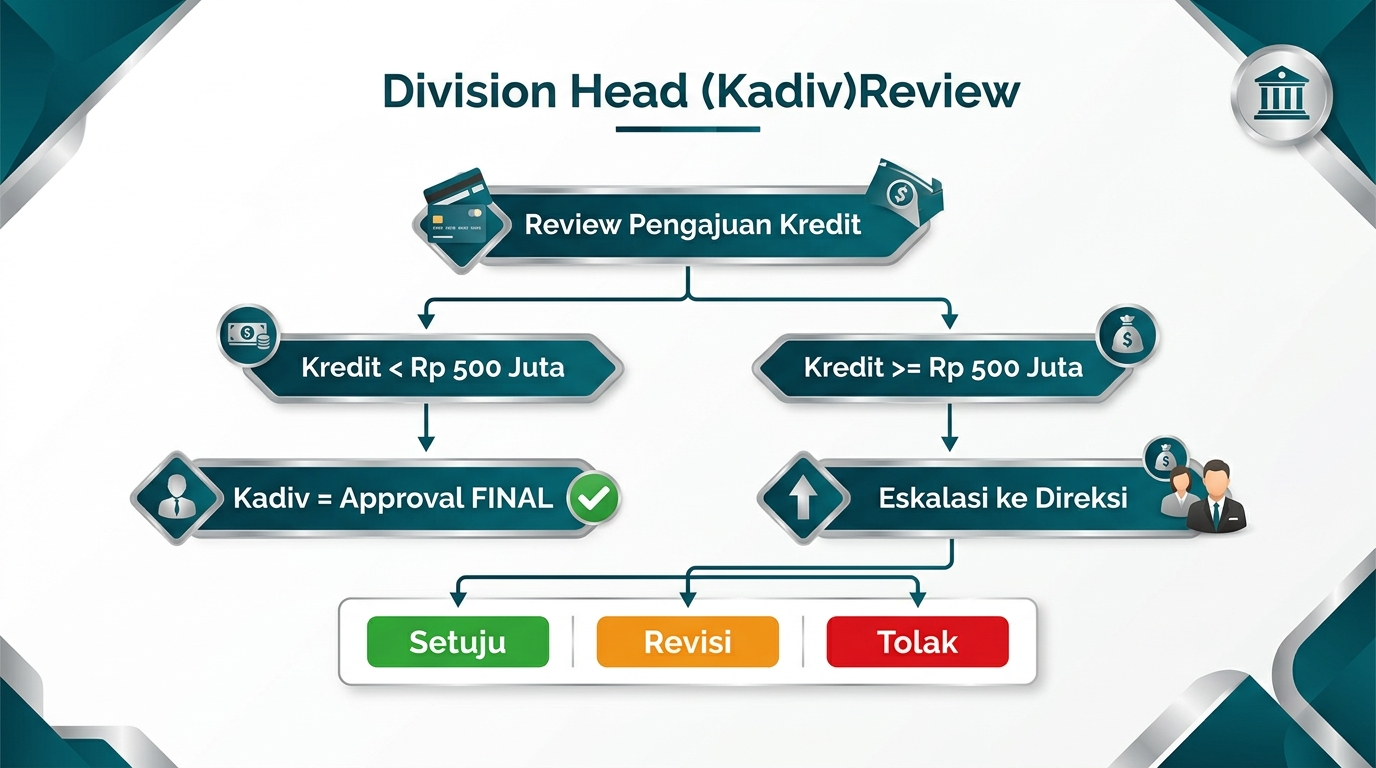 Division Head (Kadiv)Review
Review Pengajuan Kredit
Kredit < Rp 500 Juta
Kredit >= Rp 500 Juta
Kadiv = Approval FINAL
Eskalasi ke Direksi
Setuju
Revisi
Tolak